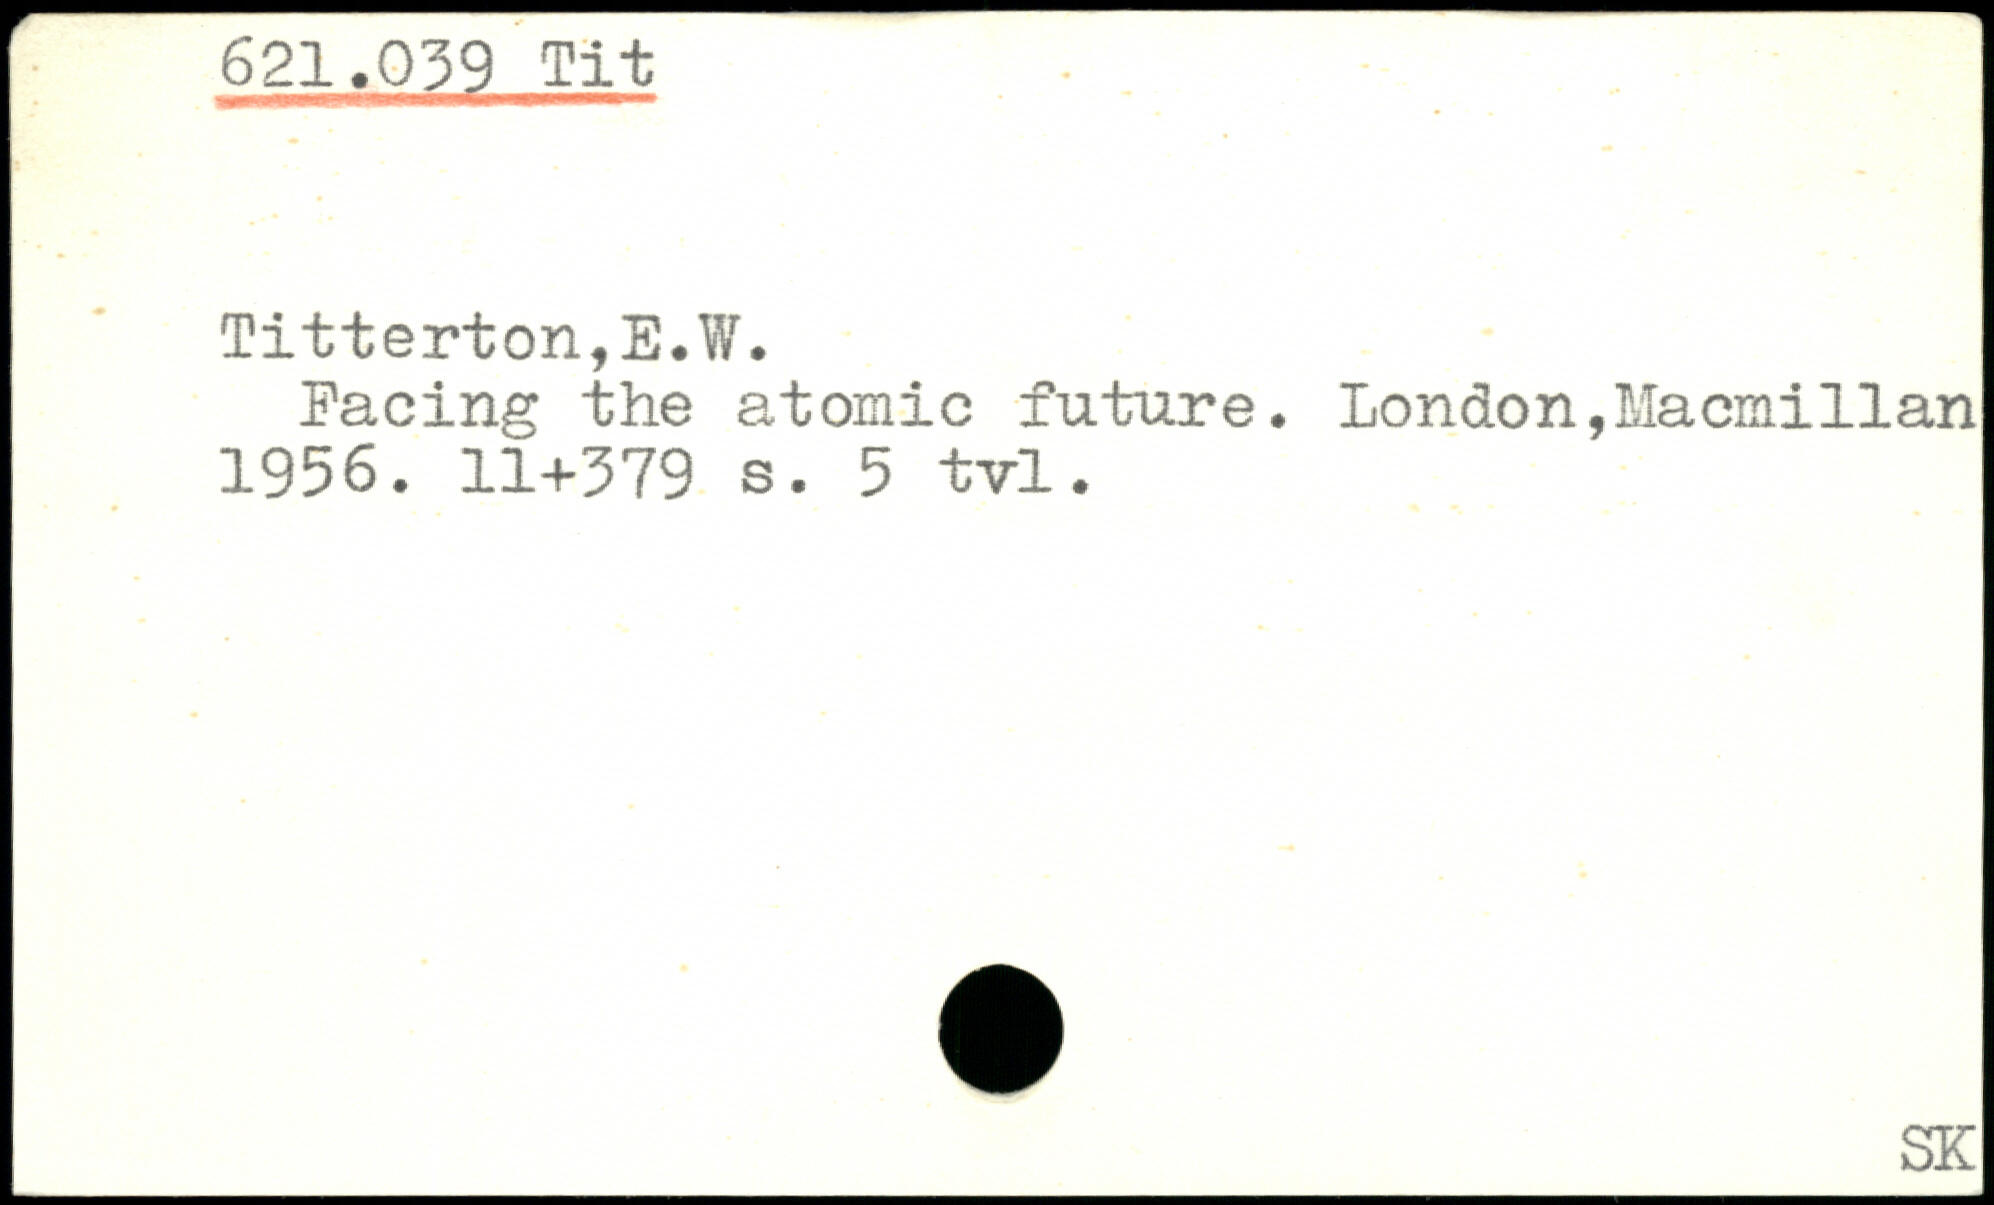 621.039 Tit
Titterton,E.W.
Facing the atomic future. London,Macmillan
1956. 11+379 s. 5 tvl.
SK